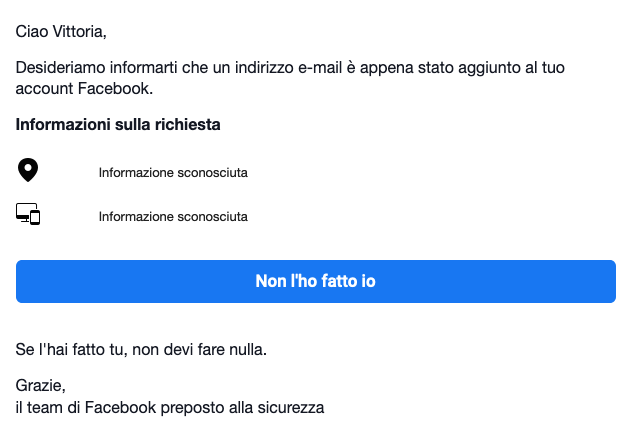 Ciao Vittoria,
Desideriamo informarti che un indirizzo e-mail è appena stato aggiunto al tuo
account Facebook.
Informazioni sulla richiesta
Informazione sconosciuta
Informazione sconosciuta
Non l'ho fatto io
Se l'hai fatto tu, non devi fare nulla.
Grazie,
il team di Facebook preposto alla sicurezza